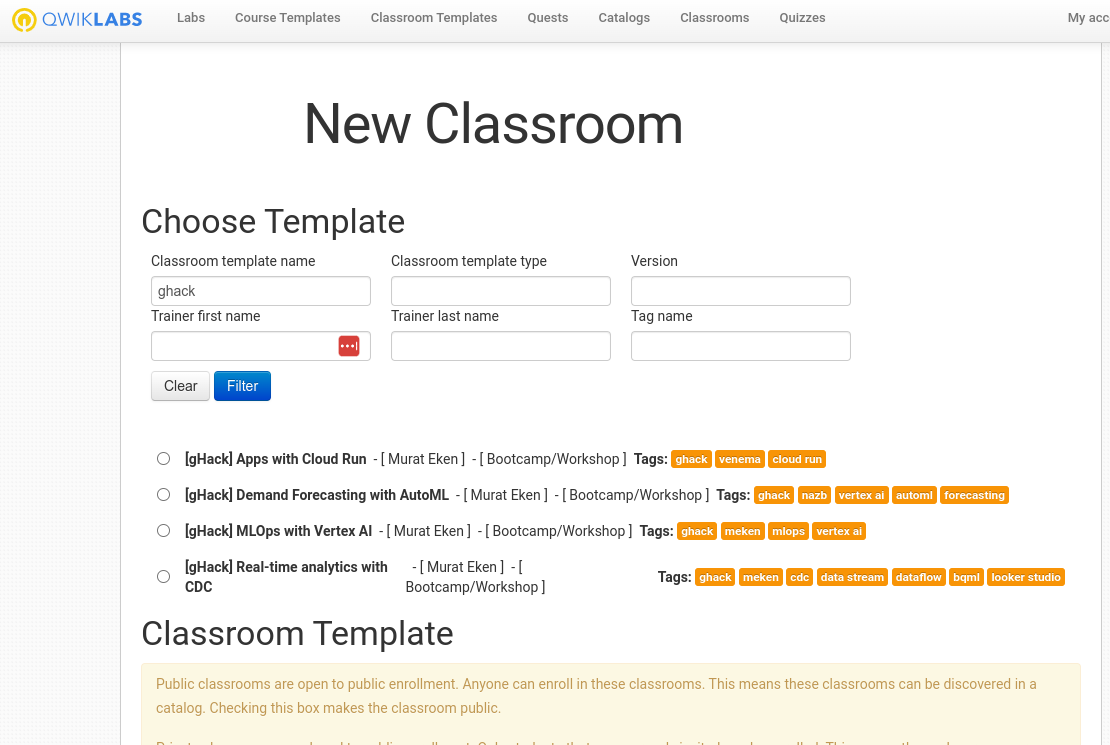 QWIKLABS Labs Course Templates Classroom Templates Quests Catalogs Classrooms Quizzes My acc
New Classroom
Choose Template
Classroom template name Classroom template type Version
ghack
Trainer first name Trainer last name Tag name
Clear Filter
[gHack] Apps with Cloud Run - [ Murat Eken ] - [ Bootcamp/Workshop ] Tags: ghack venema cloud run
[gHack] Demand Forecasting with AutoML - [ Murat Eken ] - [ Bootcamp/Workshop ] Tags: ghack nazb vertex ai automl forecasting
[gHack] MLOps with Vertex AI - [ Murat Eken ] - [ Bootcamp/Workshop ] Tags: ghack meken mlops vertex ai
[gHack] Real-time analytics with CDC - [ Murat Eken ] - [ Bootcamp/Workshop ] Tags: ghack meken cdc data stream dataflow bqml looker studio
Classroom Template
Public classrooms are open to public enrollment. Anyone can enroll in these classrooms. This means these classrooms can be discovered in a
catalog. Checking this box makes the classroom public.